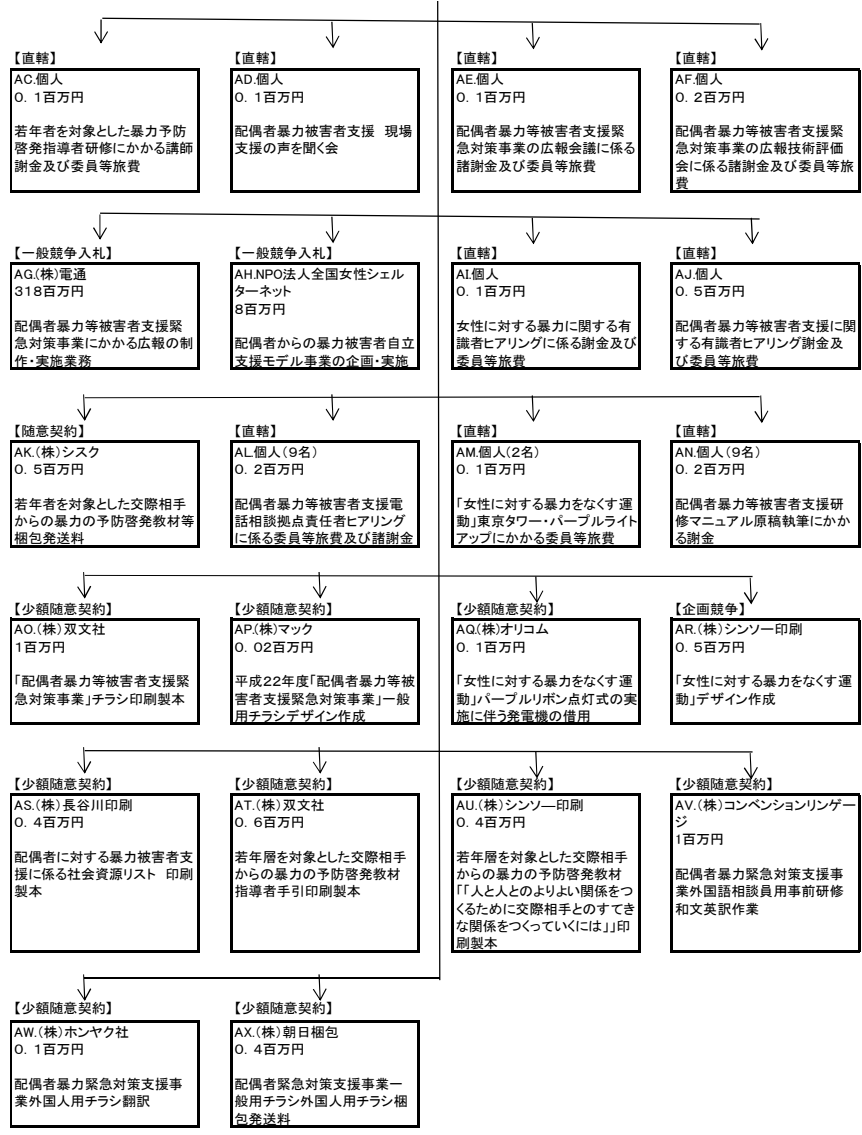 【直轄】
AC.個人
0．1百万円
若年者を対象とした暴力予防
啓発指導者研修にかかる講師
謝金及び委員等旅費
【直轄】
AD.個人
0．1百万円
配偶者暴力被害者支援　現場
支援の声を聞く会
【直轄】
AE.個人
0．1百万円
配偶者暴力等被害者支援緊
急対策事業の広報会議に係る
諸謝金及び委員等旅費
【直轄】
AF.個人
0．2百万円
配偶者暴力等被害者支援緊
急対策事業の広報技術評価
会に係る諸謝金及び委員等旅
費
【一般競争入札】
AG.(株)電通
318百万円
配偶者暴力等被害者支援緊
急対策事業にかかる広報の制
作・実施業務
【一般競争入札】
AH.NPO法人全国女性シェル
ターネット
8百万円
配偶者からの暴力被害者自立
支援モデル事業の企画・実施
【直轄】
AI.個人
0．1百万円
女性に対する暴力に関する有
識者ヒアリングに係る謝金及び
委員等旅費
【直轄】
AJ.個人
0．5百万円
配偶者暴力等被害者支援に関
する有識者ヒアリング謝金及
び委員等旅費
【随意契約】
AK.(株)シスク
0．5百万円
若年者を対象とした交際相手
からの暴力の予防啓発教材等
梱包発送料
【直轄】
AL.個人(9名)
0．2百万円
配偶者暴力等被害者支援電
話相談拠点責任者ヒアリング
に係る委員等旅費及び諸謝金
【直轄】
AM.個人(2名)
0．1百万円
「女性に対する暴力をなくす運
動」東京タワー・パープルライト
アップにかかる委員等旅費
【直轄】
AN.個人(9名)
0．2百万円
配偶者暴力等被害者支援研
修マニュアル原稿執筆にかか
る謝金
【少額随意契約】
AO.(株)双文社
1百万円
「配偶者暴力等被害者支援緊
急対策事業」チラシ印刷製本
【少額随意契約】
AP.(株)マック
0．02百万円
平成22年度「配偶者暴力等被
害者支援緊急対策事業」一般
用チラシデザイン作成
【少額随意契約】
AQ.(株)オリコム
0．1百万円
「女性に対する暴力をなくす運
動」パープルリボン点灯式の実
施に伴う発電機の借用
【企画競争】
AR.(株)シンソー印刷
0．5百万円
「女性に対する暴力をなくす運
動」デザイン作成
【少額随意契約】
AS.(株)長谷川印刷
0．4百万円
配偶者に対する暴力被害者支
援に係る社会資源リスト　印刷
製本
【少額随意契約】
AT.(株)双文社
0．6百万円
若年層を対象とした交際相手
からの暴力の予防啓発教材
指導者手引印刷製本
【少額随意契約】
AU.(株)シンソ―印刷
0．4百万円
若年層を対象とした交際相手
からの暴力の予防啓発教材
「「人と人とのよりよい関係をつ
くるために交際相手とのすてき
な関係をつくっていくには」」印
刷製本
【少額随意契約】
AV.(株)コンベンションリンゲー
ジ
1百万円
配偶者暴力緊急対策支援事
業外国語相談員用事前研修
和文英訳作業
【少額随意契約】
AW.(株)ホンヤク社
0．1百万円
配偶者暴力緊急対策支援事
業外国人用チラシ翻訳
【少額随意契約】
AX.(株)朝日梱包
0．4百万円
配偶者緊急対策支援事業一
般用チラシ外国人用チラシ梱
包発送料